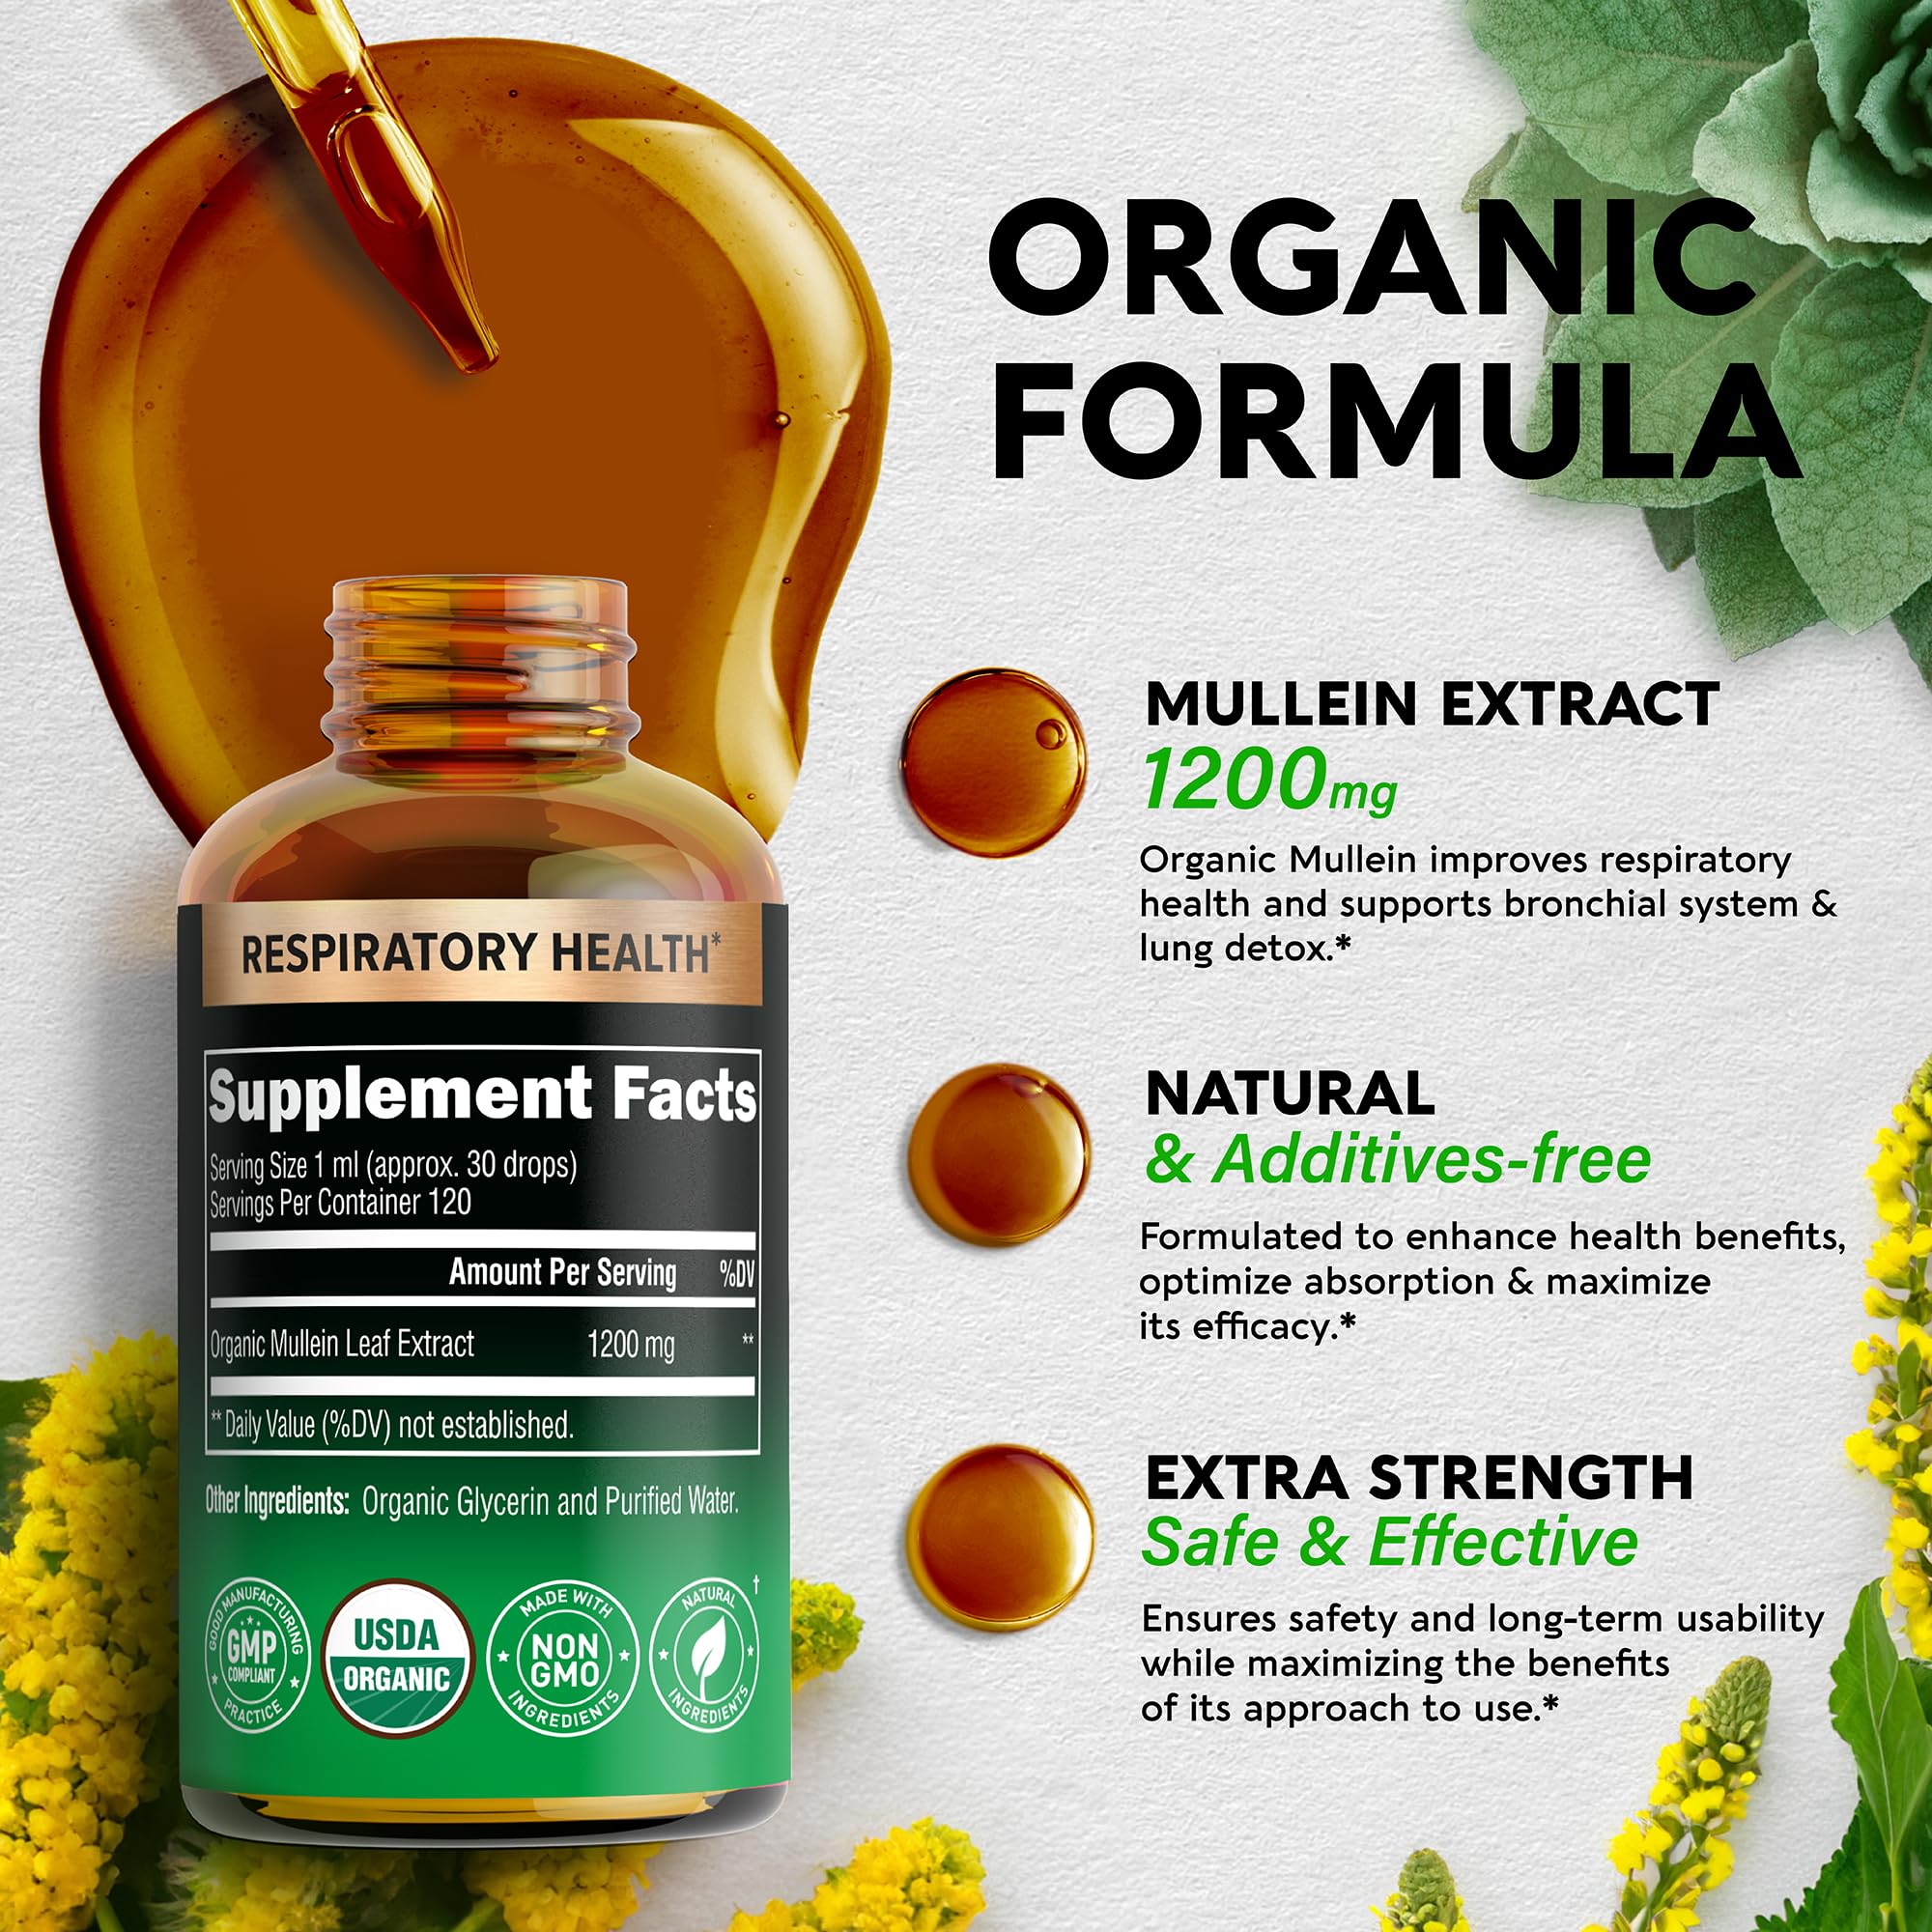 ORGANIC
FORMULA
MULLEIN EXTRACT
1200mg
Organic Mullein improves respiratory
health and supports bronchial system &
lung detox.*
NATURAL
& Additives-free
Formulated to enhance health benefits,
optimize absorption & maximize
its efficacy.*
EXTRA STRENGTH
Safe & Effective
Ensures safety and long-term usability
while maximizing the benefits
of its approach to use.*
RESPIRATORY HEALTH*
Supplement Facts
Serving Size 1 ml (approx. 30 drops)
Servings Per Container 120
Amount Per Serving %DV
Organic Mullein Leaf Extract 1200 mg **
** Daily Value (%DV) not established.
Other Ingredients: Organic Glycerin and Purified Water.
GOOD MANUFACTURING
GMP
COMPLIANT
PRACTICE
USDA
ORGANIC
MADE WITH
NON
GMO
INGREDIENTS
NATURAL
INGREDIENTS
†